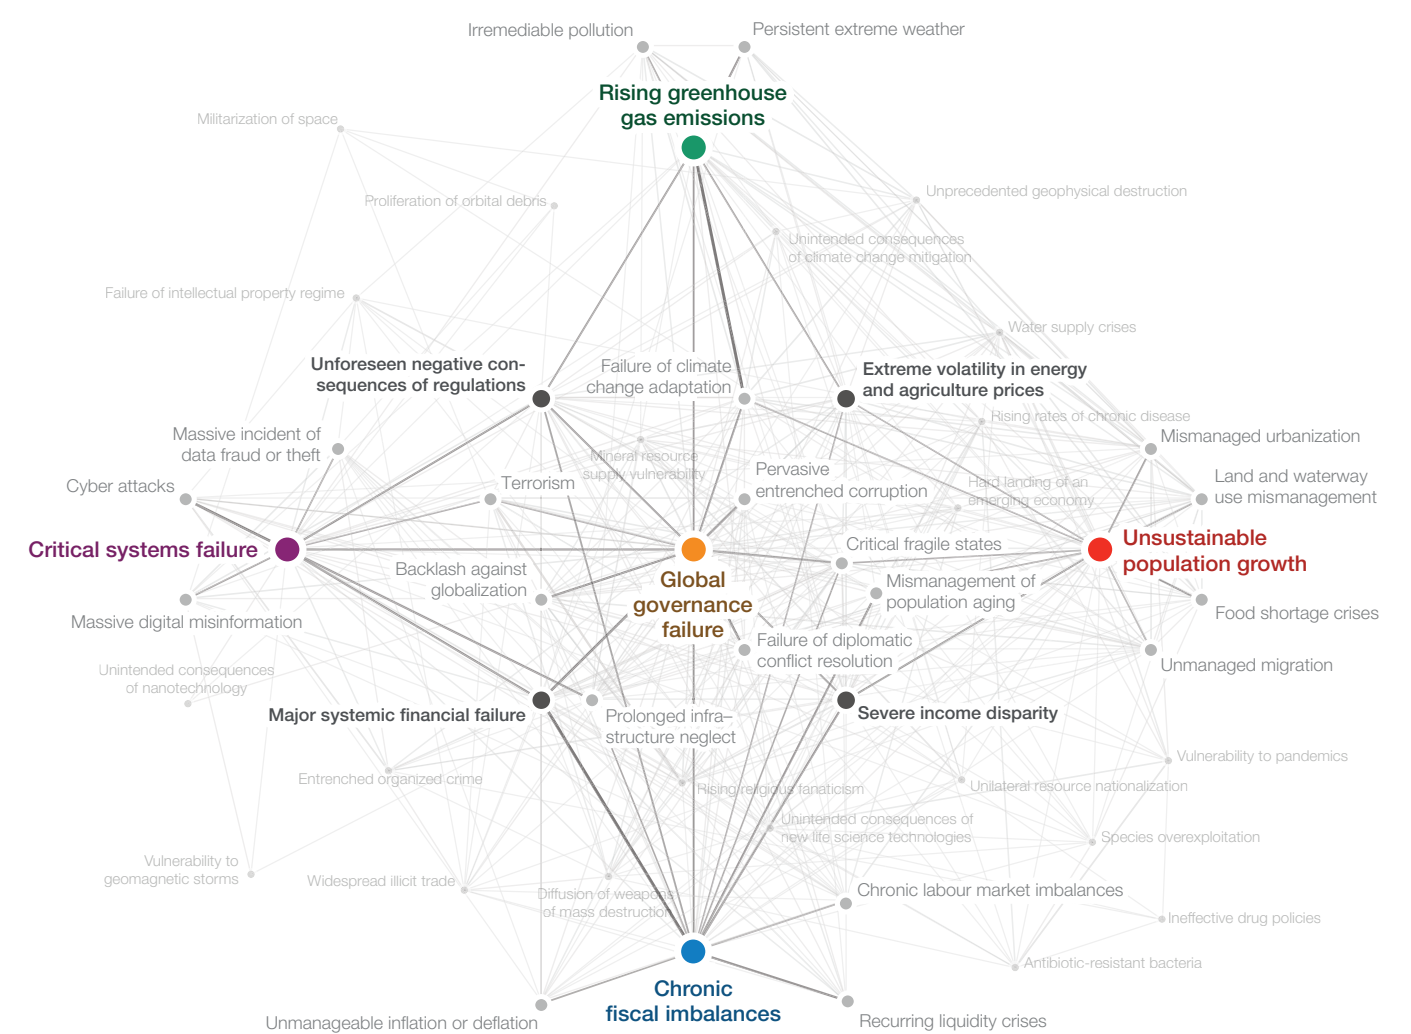 Irremediable pollution
Persistent extreme weather
Rising greenhouse
gas emissions
Militarization of space
Proliferation of orbital debris
Unprecedented geophysical destruction
Unintended consequences
of climate change mitigation
Failure of intellectual property regime
Water supply crises
Unforeseen negative con-
sequences of regulations
Failure of climate
change adaptation
Extreme volatility in energy
and agriculture prices
Rising rates of chronic disease
Massive incident of
data fraud or theft
Mismanaged urbanization
Mineral resource
supply vulnerability
Cyber attacks
Terrorism
Pervasive
entrenched corruption
Hard landing of an
emerging economy
Land and waterway
use mismanagement
Critical systems failure
Critical fragile states
Unsustainable
population growth
Backlash against
globalization
Global
governance
failure
Mismanagement of
population aging
Food shortage crises
Massive digital misinformation
Failure of diplomatic
conflict resolution
Unmanaged migration
Unintended consequences
of nanotechnology
Major systemic financial failure
Prolonged infra–
structure neglect
Severe income disparity
Vulnerability to pandemics
Entrenched organized crime
Rising religious fanaticism
Unilateral resource nationalization
Unintended consequences of
new life science technologies
Species overexploitation
Vulnerability to
geomagnetic storms
Widespread illicit trade
Diffusion of weapons
of mass destruction
Chronic labour market imbalances
Ineffective drug policies
Antibiotic-resistant bacteria
Chronic
fiscal imbalances
Unmanageable inflation or deflation
Recurring liquidity crises